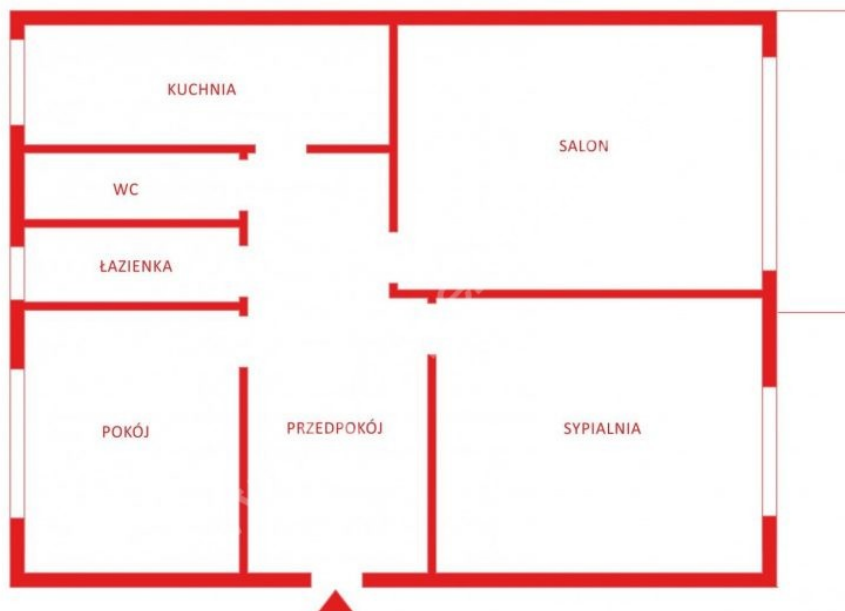 KUCHNIA
SALON
WC
ŁAZIENKA
POKÓJ
PRZEDPOKÓJ
SYPIALNIA